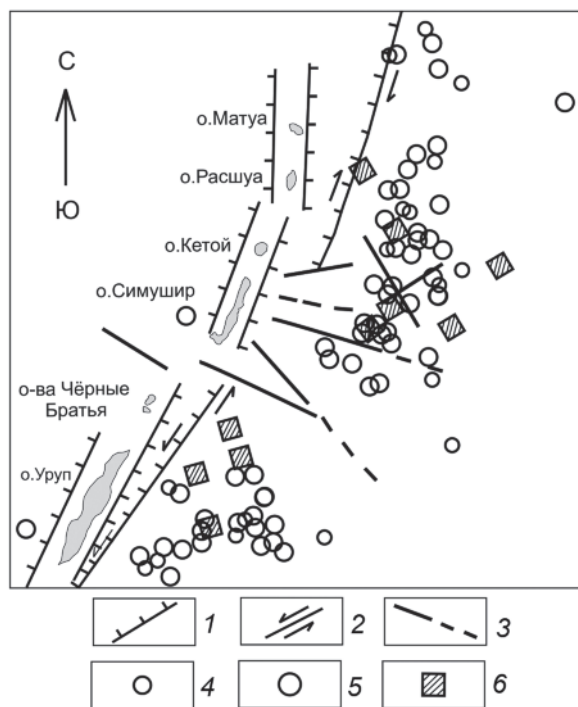 С
Ю
о.Матуа
о.Расшуа
о.Кетой
о.Симушир
о-ва Чёрные
Братья
о.Уруп
1
2
3
4
5
6